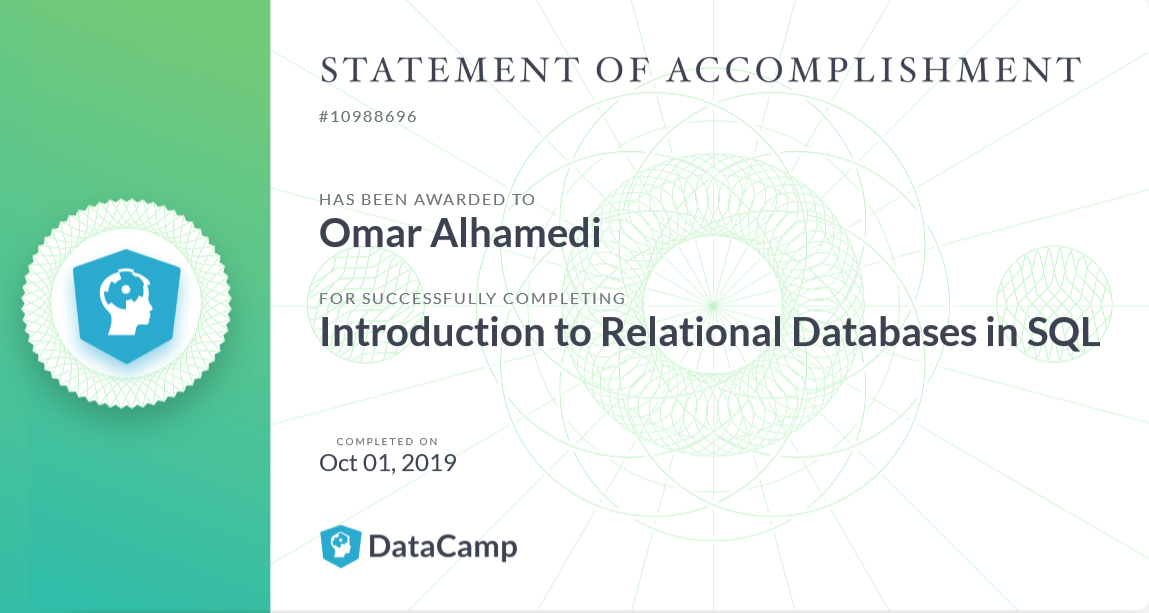 STATEMENT OF ACCOMPLISHMENT
#10988696
HAS BEEN AWARDED TO
Omar Alhamedi
FOR SUCCESSFULLY COMPLETING
Introduction to Relational Databases in SQL
COMPLETED ON
Oct 01, 2019
DataCamp